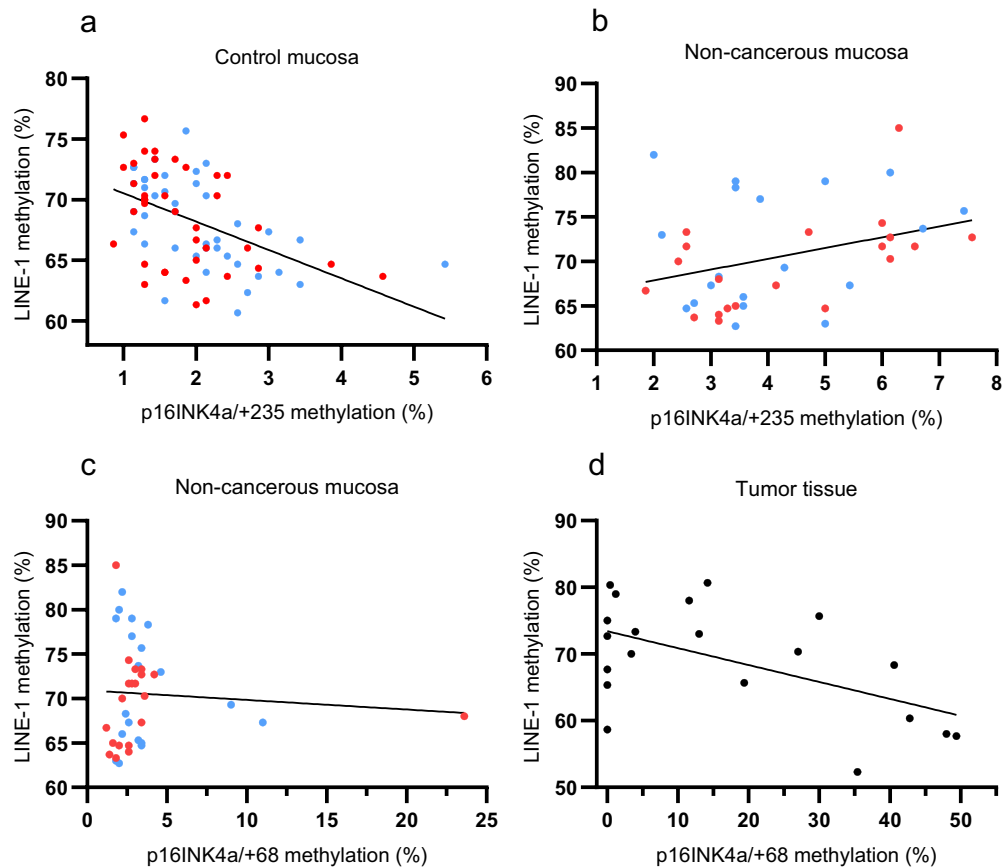 a
Control mucosa
LINE-1 methylation (%)
80
75
70
65
60
1 2 3 4 5 6
p16INK4a/+235 methylation (%)
b
Non-cancerous mucosa
LINE-1 methylation (%)
90
85
80
75
70
65
60
1 2 3 4 5 6 7 8
p16INK4a/+235 methylation (%)
c
Non-cancerous mucosa
LINE-1 methylation (%)
90
85
80
75
70
65
60
0 5 10 15 20 25
p16INK4a/+68 methylation (%)
d
Tumor tissue
LINE-1 methylation (%)
90
80
70
60
50
0 10 20 30 40 50
p16INK4a/+68 methylation (%)